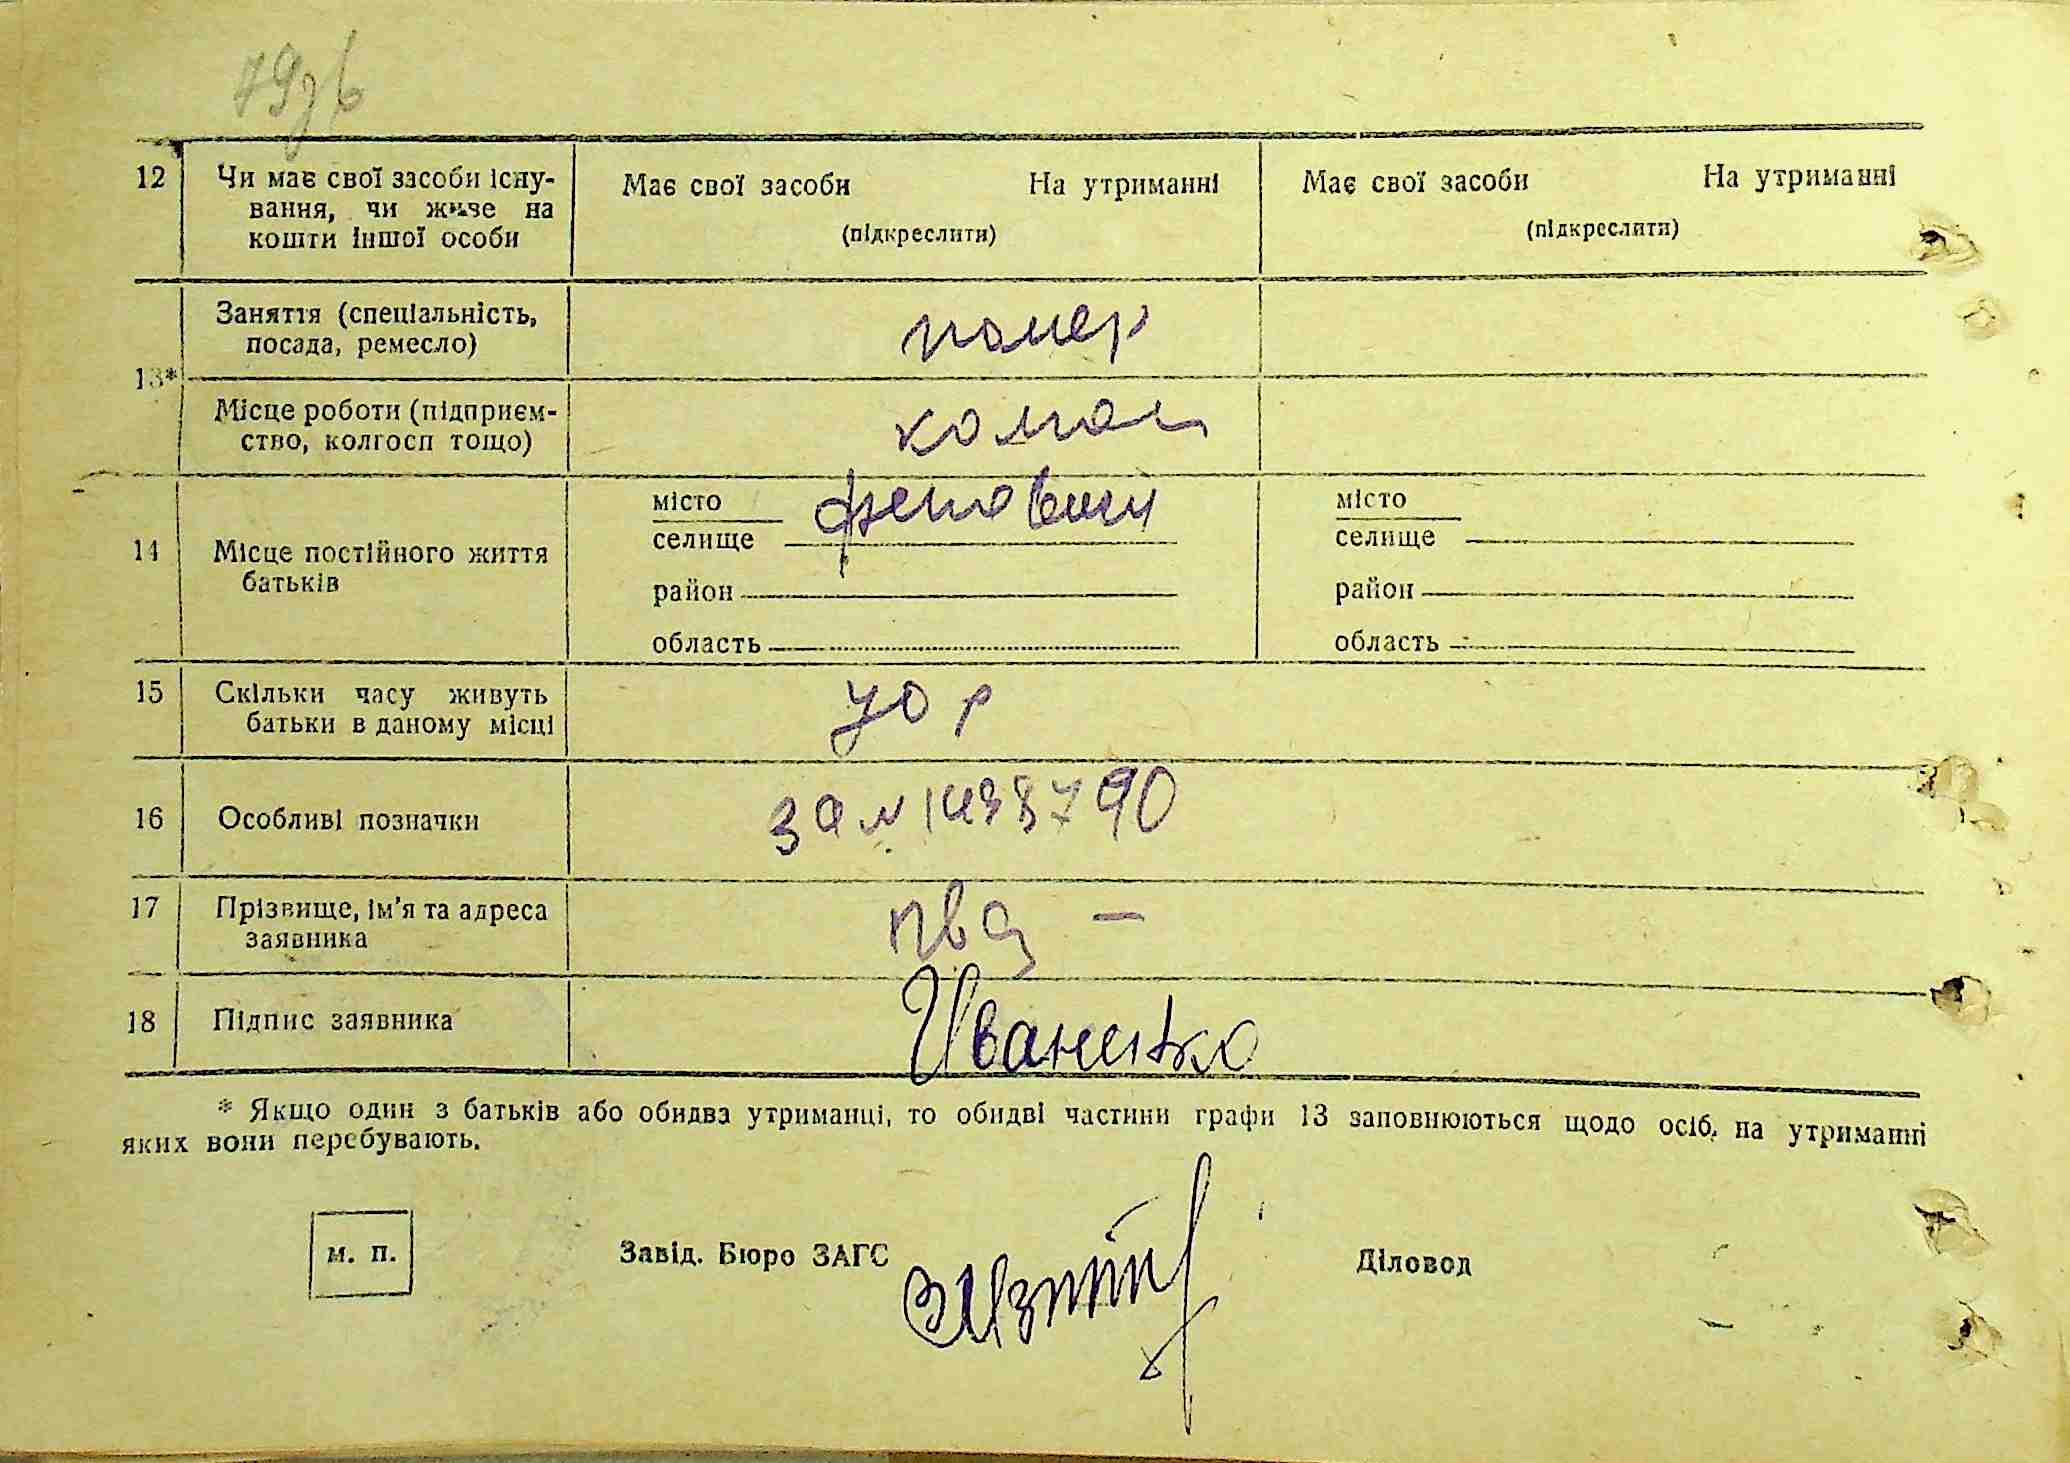 79зв
12 Чи має свої засоби існу- Має свої засоби На утриманні Має свої засоби На утриманні
вання, чи живе на (підкреслити) (підкреслити)
кошти іншої особи
Заняття (спеціальність, помер
посада, ремесло)
13*
Місце роботи (підприєм-
ство, колгосп тощо)
місто місто
селище селище
14 Місце постійного життя
батьків район район
область область
15 Скільки часу живуть
батьки в даному місці
16 Особливі позначки
17 Прізвище, ім'я та адреса
заявника
18 Підпис заявника Иваненко
* Якщо один з батьків або обидва утриманці, то обидві частини графи 13 заповнюються щодо осіб, на утриманні
яких вони перебувають.
м. п. Завід. Бюро ЗАГС Діловод